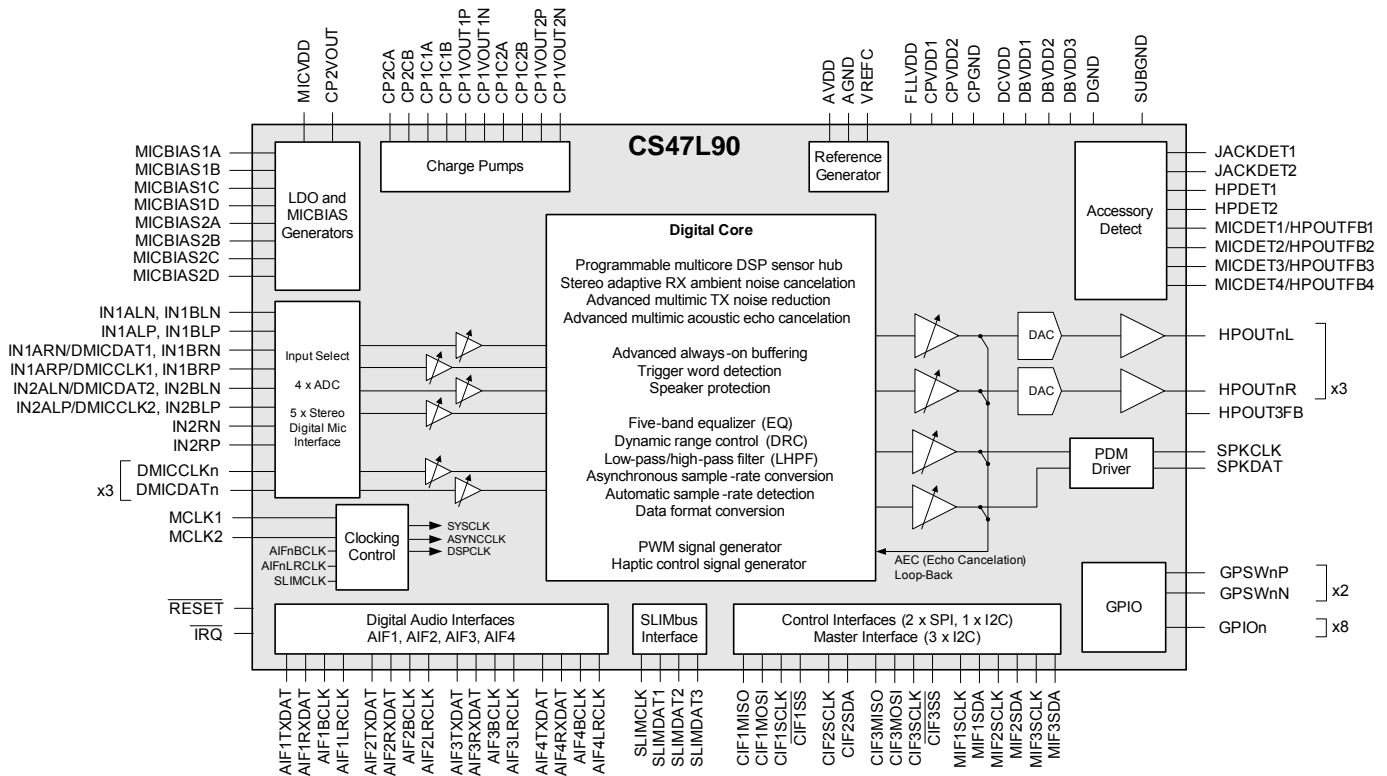 MICVDD
CP2VOUT
CP2CA
CP2CB
CP1C1A
CP1C1B
CP1VOUT1P
CP1VOUT1N
CP1C2A
CP1C2B
CP1VOUT2P
CP1VOUT2N
AVDD
AGND
VREFC
FLLVDD
CPVDD1
CPVDD2
CPGND
DCVDD
DBVDD1
DBVDD2
DBVDD3
DGND
SUBGND
CS47L90
MICBIAS1A
MICBIAS1B
MICBIAS1C
MICBIAS1D
MICBIAS2A
MICBIAS2B
MICBIAS2C
MICBIAS2D
LDO and
MICBIAS
Generators
Charge Pumps
Reference
Generator
Accessory
Detect
JACKDET1
JACKDET2
HPDET1
HPDET2
MICDET1/HPOUTFB1
MICDET2/HPOUTFB2
MICDET3/HPOUTFB3
MICDET4/HPOUTFB4
IN1ALN, IN1BLN
IN1ALP, IN1BLP
IN1ARN/DMICDAT1, IN1BRN
IN1ARP/DMICCLK1, IN1BRP
IN2ALN/DMICDAT2, IN2BLN
IN2ALP/DMICCLK2, IN2BLP
IN2RN
IN2RP
x3
DMICCLKn
DMICDATn
Input Select
4 x ADC
5 x Stereo
Digital Mic
Interface
Digital Core
Programmable multicore DSP sensor hub
Stereo adaptive RX ambient noise cancelation
Advanced multimic TX noise reduction
Advanced multimic acoustic echo cancelation
Advanced always-on buffering
Trigger word detection
Speaker protection
Five-band equalizer (EQ)
Dynamic range control (DRC)
Low-pass/high-pass filter (LHPF)
Asynchronous sample -rate conversion
Automatic sample -rate detection
Data format conversion
PWM signal generator
Haptic control signal generator
DAC
DAC
HPOUTnL
HPOUTnR
x3
HPOUT3FB
PDM
Driver
SPKCLK
SPKDAT
AEC (Echo Cancelation)
Loop-Back
MCLK1
MCLK2
AIFnBCLK
AIFnLRCLK
SLIMCLK
Clocking
Control
SYSCLK
ASYNCCLK
DSPCLK
GPIO
GPSWnP
GPSWnN
x2
GPIOn
x8
RESET
IRQ
Digital Audio Interfaces
AIF1, AIF2, AIF3, AIF4
SLIMbus
Interface
Control Interfaces (2 x SPI, 1 x I2C)
Master Interface (3 x I2C)
AIF1TXDAT
AIF1RXDAT
AIF1BCLK
AIF1LRCLK
AIF2TXDAT
AIF2RXDAT
AIF2BCLK
AIF2LRCLK
AIF3TXDAT
AIF3RXDAT
AIF3BCLK
AIF3LRCLK
AIF4TXDAT
AIF4RXDAT
AIF4BCLK
AIF4LRCLK
SLIMCLK
SLIMDAT1
SLIMDAT2
SLIMDAT3
CIF1MISO
CIF1MOSI
CIF1SCLK
CIF1SS
CIF2SCLK
CIF2SDA
CIF3MISO
CIF3MOSI
CIF3SCLK
CIF3SS
MIF1SCLK
MIF1SDA
MIF2SCLK
MIF2SDA
MIF3SCLK
MIF3SDA